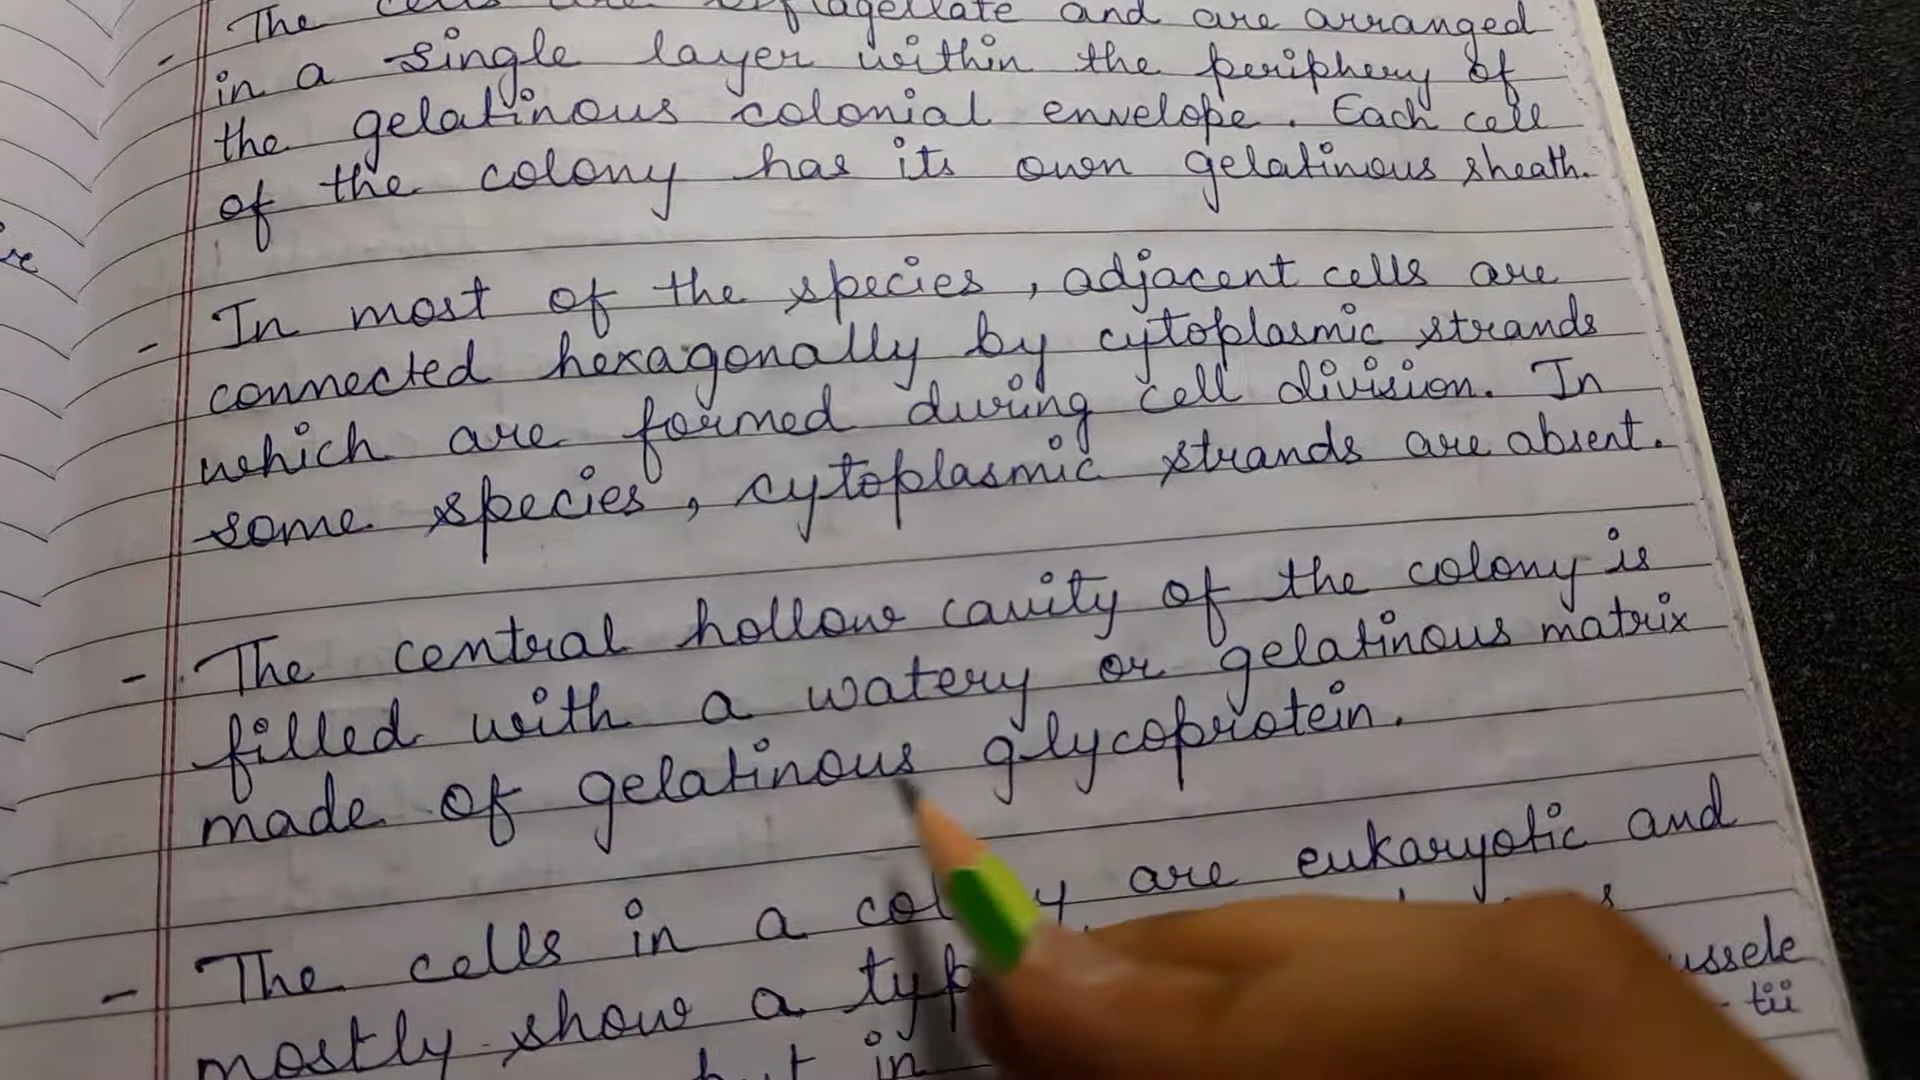 - The cells are biflagellate and are arranged
in a single layer within the periphery of
the gelatinous colonial envelope. Each cell
of the colony has its own gelatinous sheath.
- In most of the species, adjacent cells are
connected hexagonally by cytoplasmic strands
which are formed during cell division. In
some species, cytoplasmic strands are absent.
- The central hollow cavity of the colony is
filled with a watery or gelatinous matrix
made of gelatinous glycoprotein.
- The cells in a colony are eukaryotic and
mostly show a
in